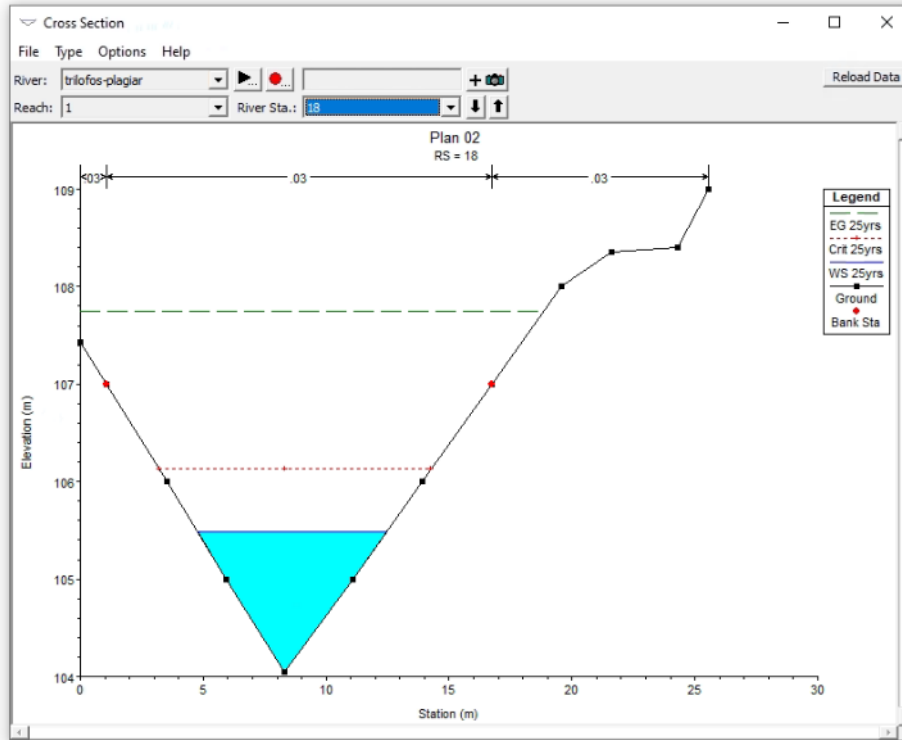 Cross Section
File Type Options Help
River: trilofos-plagiar Reload Data
Reach: 1 River Sta.: 18
Plan 02
RS = 18
.03 .03 .03
Legend
EG 25yrs
Crit 25yrs
WS 25yrs
Ground
Bank Sta
109
108
107
106
105
104
Elevation (m)
0 5 10 15 20 25 30
Station (m)